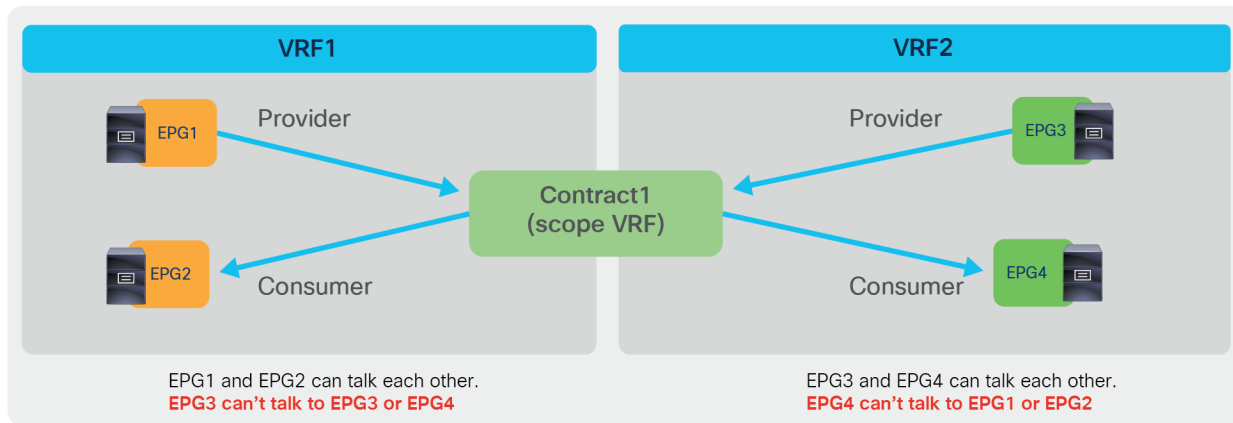 VRF1
VRF2
EPG1
Provider
Provider
EPG3
Contract1
(scope VRF)
EPG2
Consumer
Consumer
EPG4
EPG1 and EPG2 can talk each other.
EPG3 can't talk to EPG3 or EPG4
EPG3 and EPG4 can talk each other.
EPG4 can't talk to EPG1 or EPG2